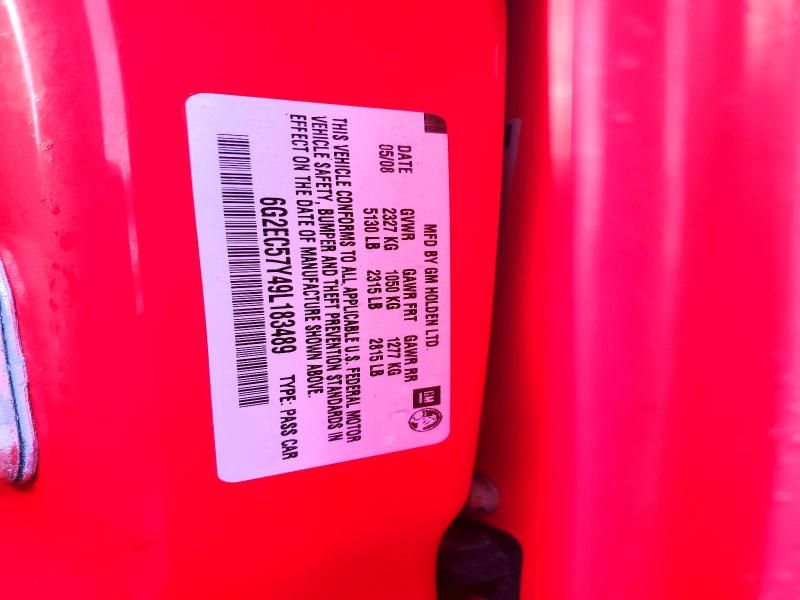 MFD BY GM HOLDEN LTD.
GM
DATE GVWR GAWR FRT GAWR RR
05/08 2327 KG 1050 KG 1277 KG
5130 LB 2315 LB 2815 LB
THIS VEHICLE CONFORMS TO ALL APPLICABLE U.S. FEDERAL MOTOR
VEHICLE SAFETY, BUMPER AND THEFT PREVENTION STANDARDS IN
EFFECT ON THE DATE OF MANUFACTURE SHOWN ABOVE.
6G2EC57Y49L183489 TYPE: PASS CAR